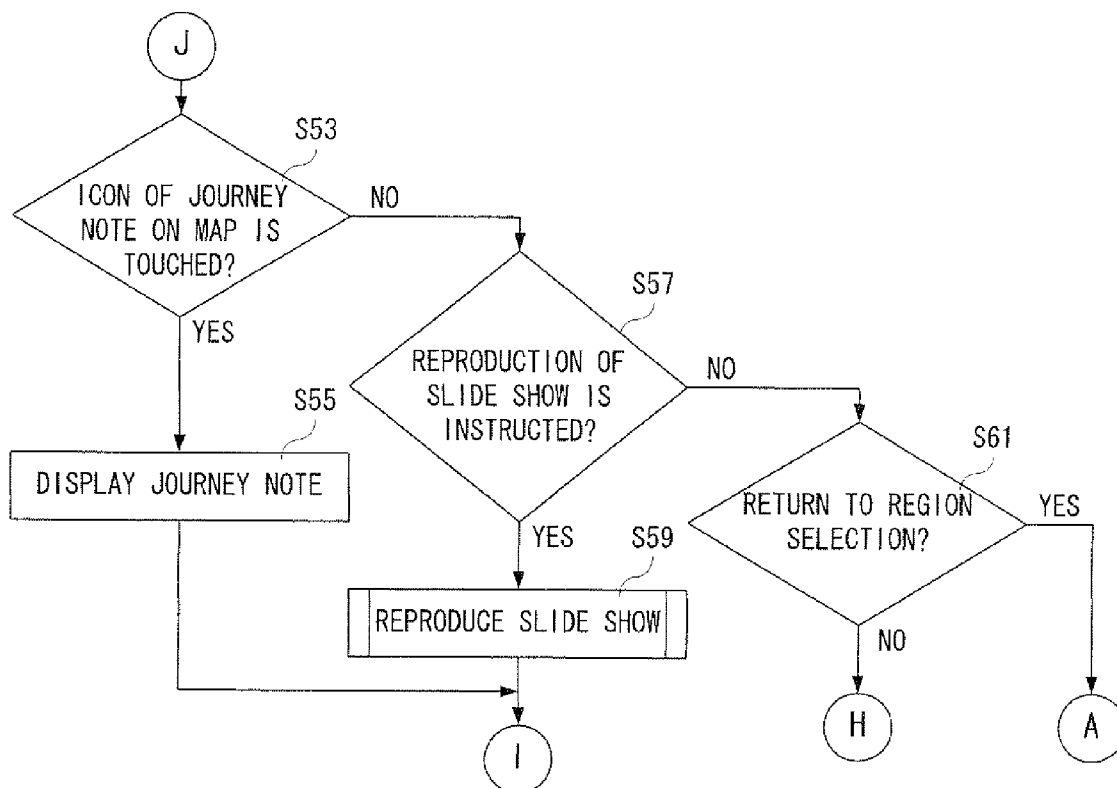 J
S53
ICON OF JOURNEY
NOTE ON MAP IS
TOUCHED?
NO
YES
S57
REPRODUCTION OF
SLIDE SHOW IS
INSTRUCTED?
NO
YES
S55
DISPLAY JOURNEY NOTE
S61
RETURN TO REGION
SELECTION?
YES
NO
S59
REPRODUCE SLIDE SHOW
I
H
A